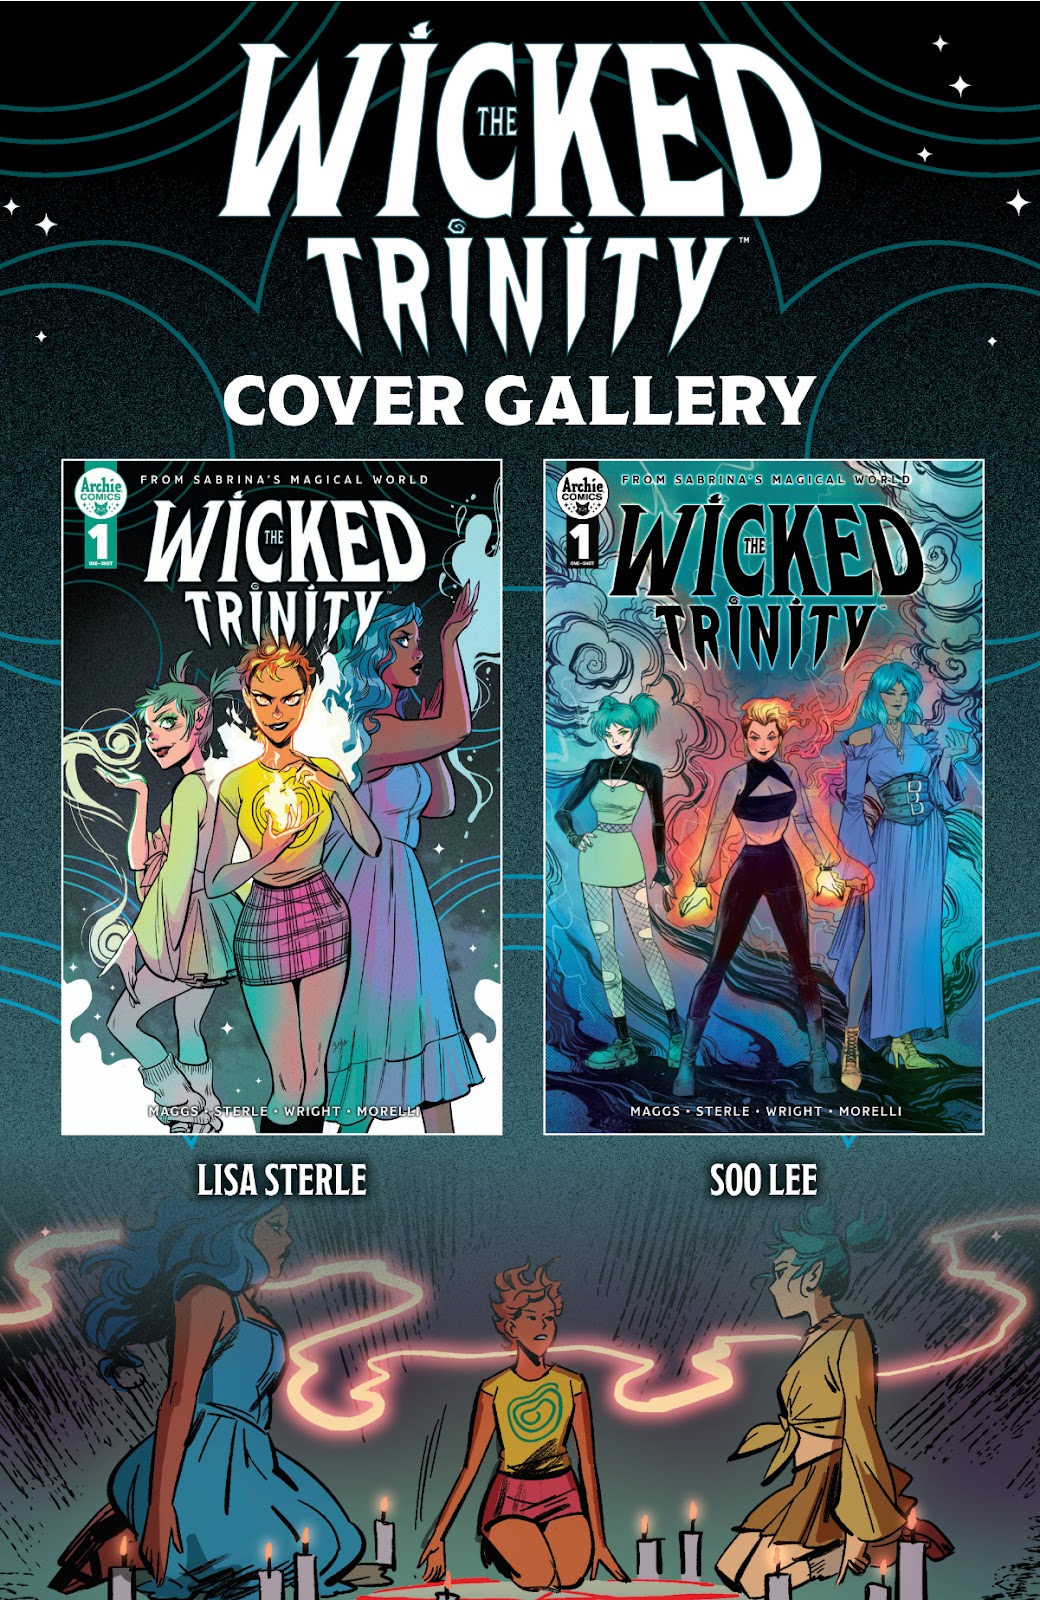 THE WICKED
TRINITY™
COVER GALLERY
Archie
COMICS
1
ONE-SHOT
FROM SABRINA'S MAGICAL WORLD
THE WICKED
TRINITY
MAGGS • STERLE • WRIGHT • MORELLI
LISA STERLE
Archie
COMICS
1
ONE-SHOT
FROM SABRINA'S MAGICAL WORLD
THE WICKED
TRINITY
MAGGS • STERLE • WRIGHT • MORELLI
SOO LEE